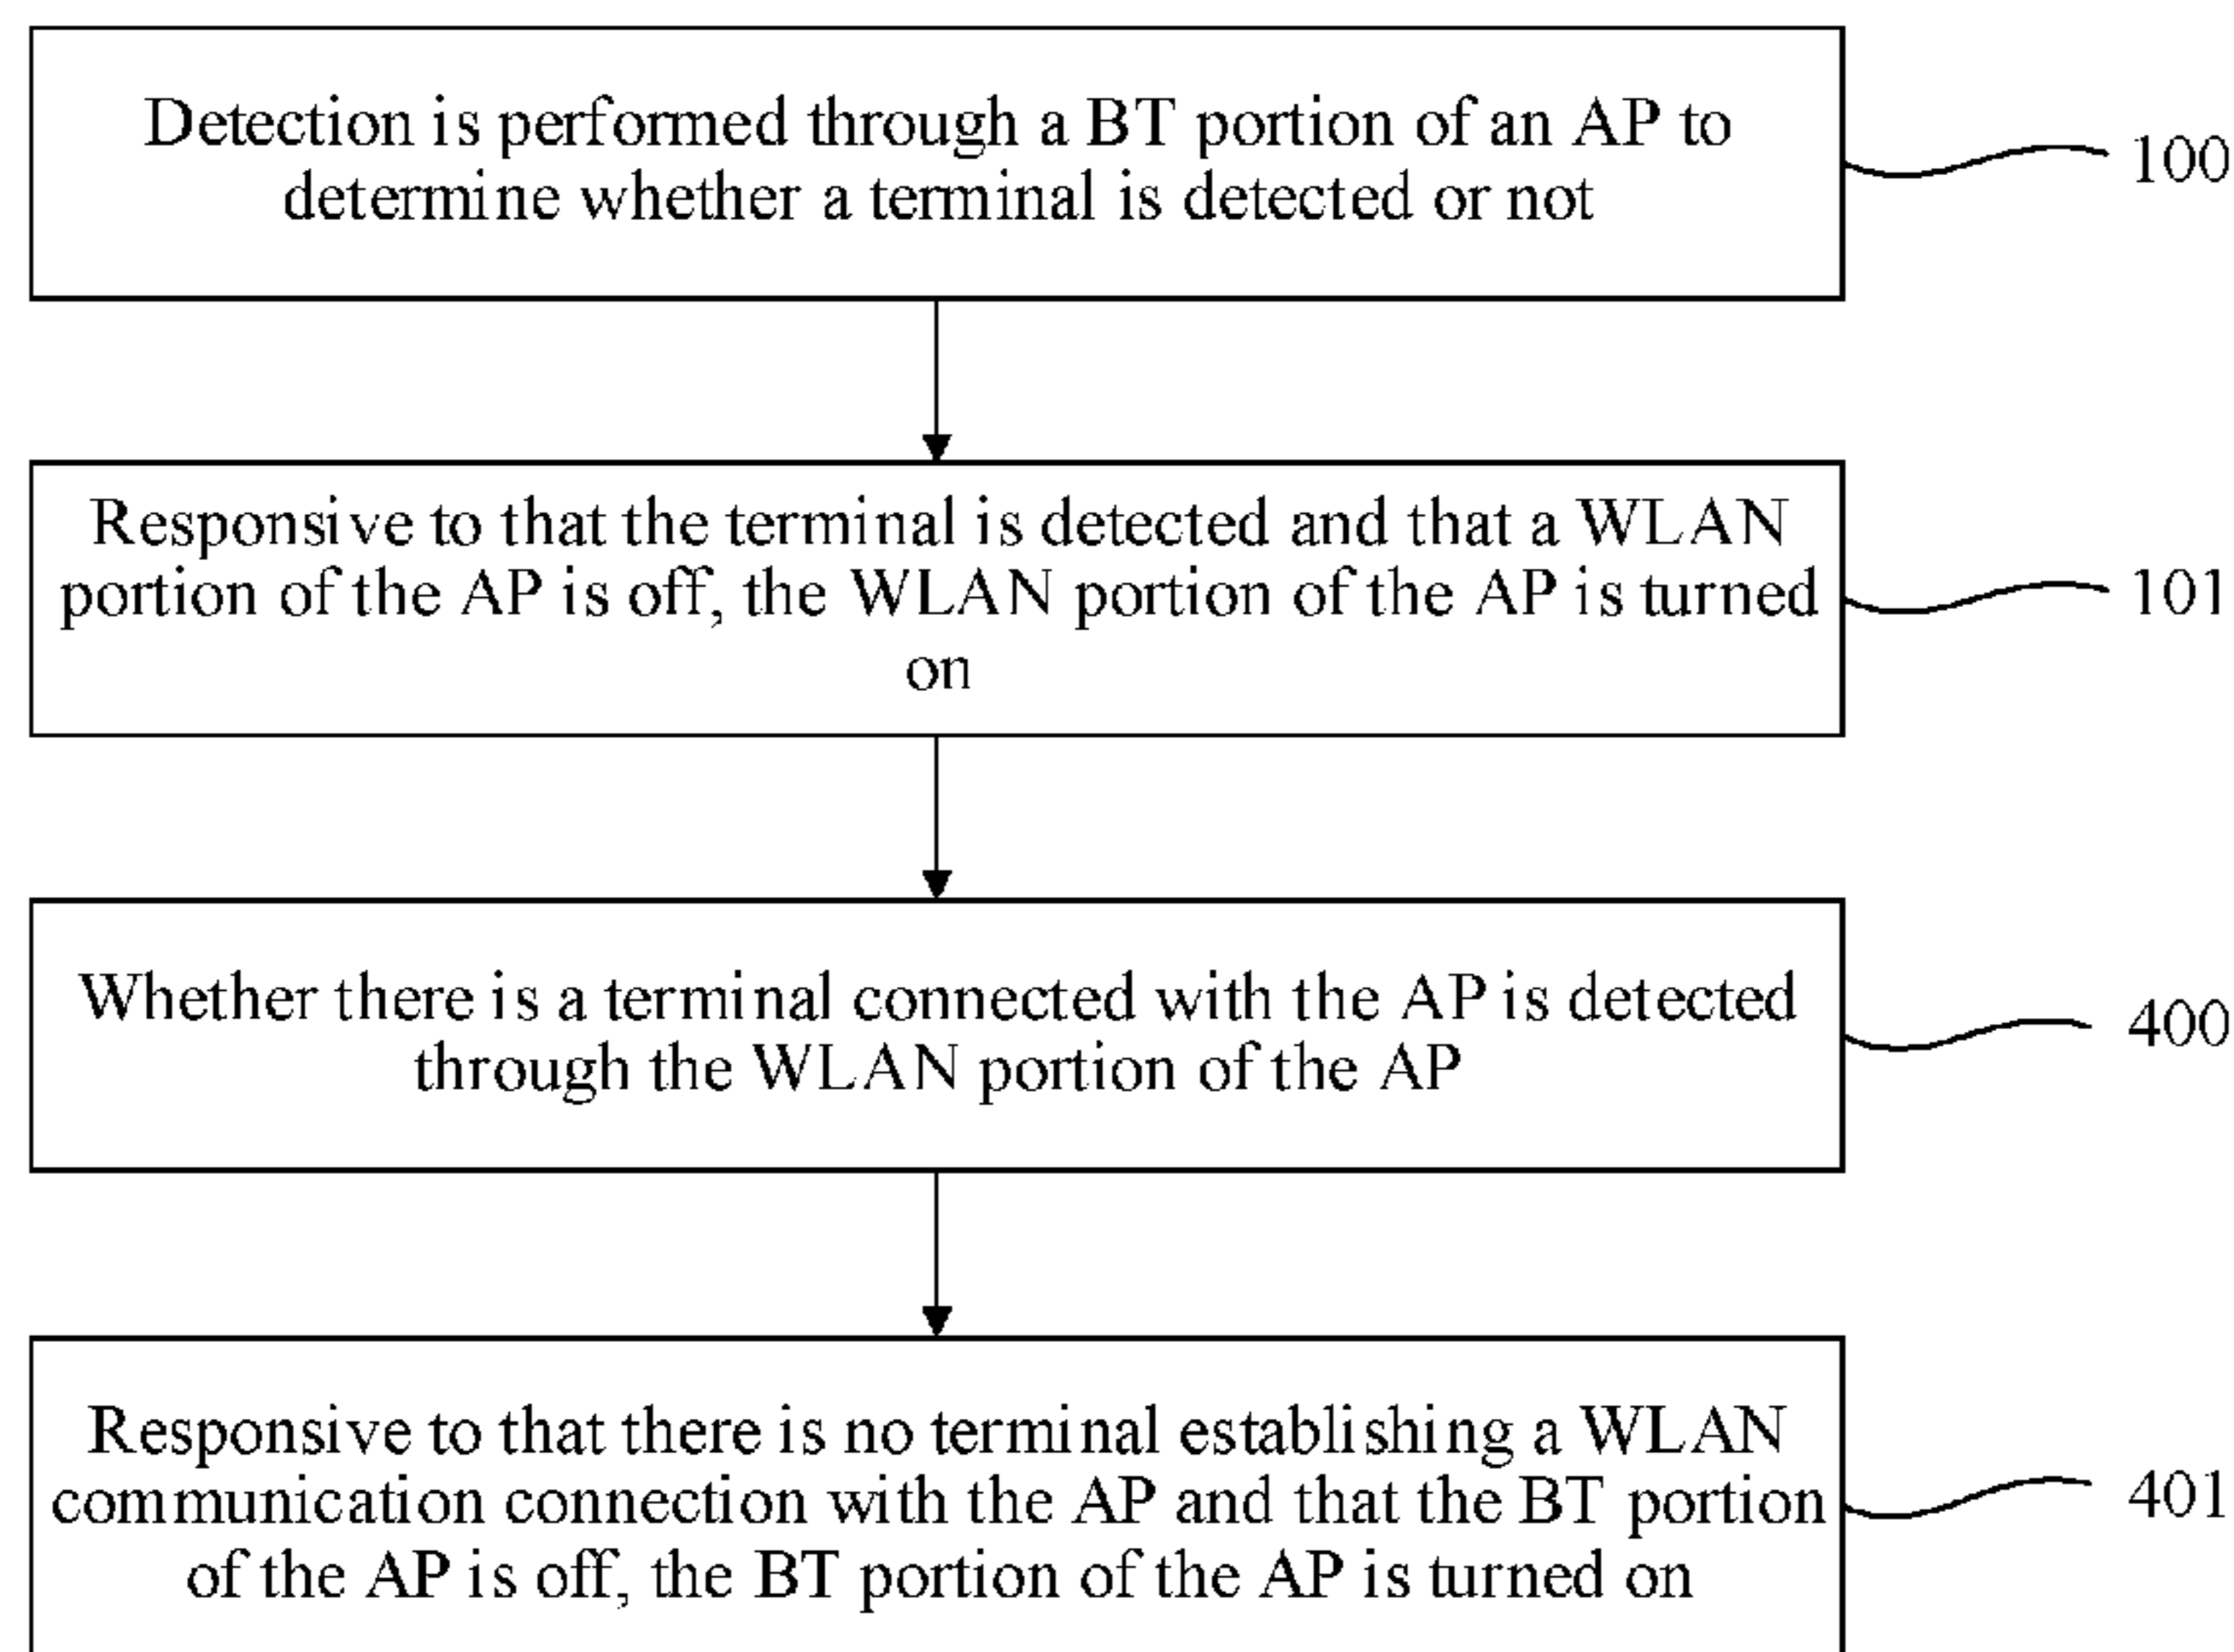 Detection is performed through a BT portion of an AP to
determine whether a terminal is detected or not
100
Responsive to that the terminal is detected and that a WLAN
portion of the AP is off, the WLAN portion of the AP is turned
on
101
Whether there is a terminal connected with the AP is detected
through the WLAN portion of the AP
400
Responsive to that there is no terminal establishing a WLAN
communication connection with the AP and that the BT portion
of the AP is off, the BT portion of the AP is turned on
401